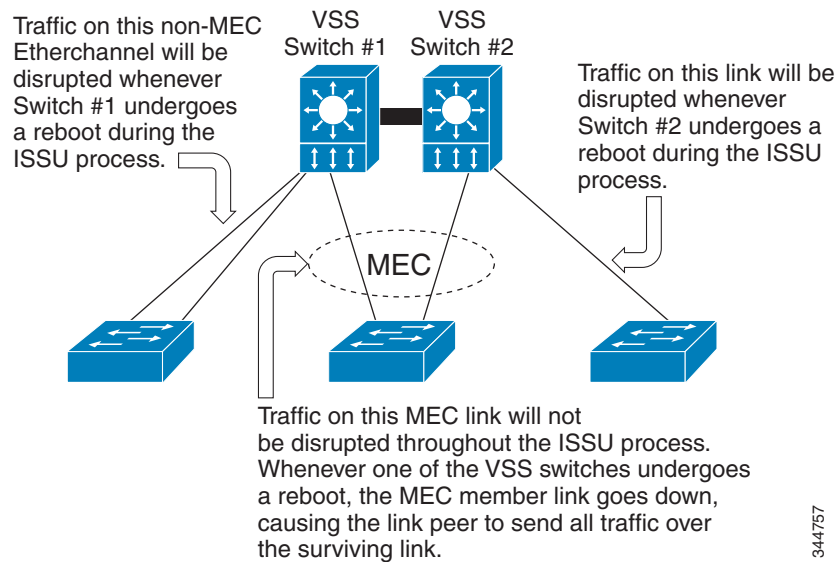 Traffic on this non-MEC
Etherchannel will be
disrupted whenever
Switch #1 undergoes
a reboot during the
ISSU process.
VSS
Switch #1
VSS
Switch #2
Traffic on this link will be
disrupted whenever
Switch #2 undergoes a
reboot during the ISSU
process.
MEC
Traffic on this MEC link will not
be disrupted throughout the ISSU process.
Whenever one of the VSS switches undergoes
a reboot, the MEC member link goes down,
causing the link peer to send all traffic over
the surviving link.
344757